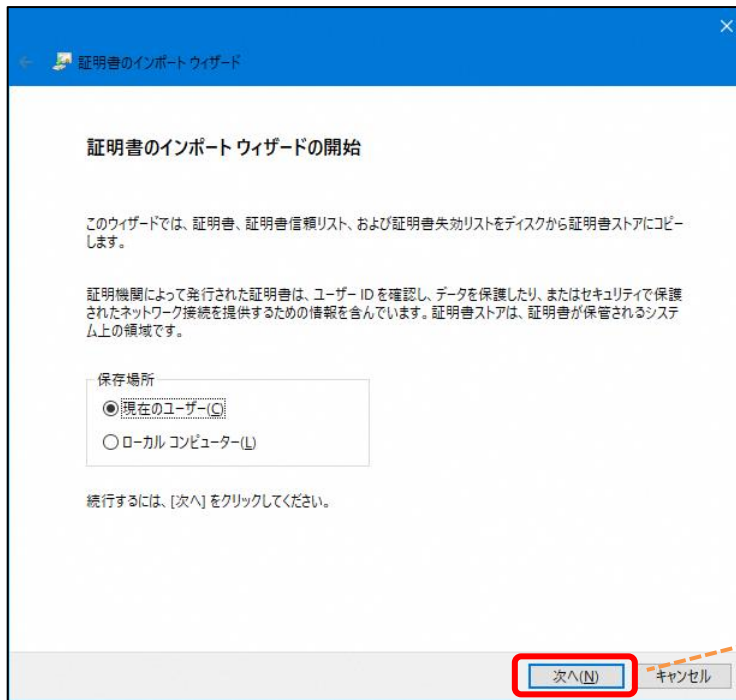 証明書のインポート ウィザード
証明書のインポート ウィザードの開始
このウィザードでは、証明書、証明書信頼リスト、および証明書失効リストをディスクから証明書ストアにコピー
します。
証明機関によって発行された証明書は、ユーザー ID を確認し、データを保護したり、またはセキュリティで保護
されたネットワーク接続を提供するための情報を含んでいます。証明書ストアは、証明書が保管されるシステ
ム上の領域です。
保存場所
現在のユーザー(C)
ローカル コンピューター(L)
続行するには、[次へ] をクリックしてください。
次へ(N)
キャンセル